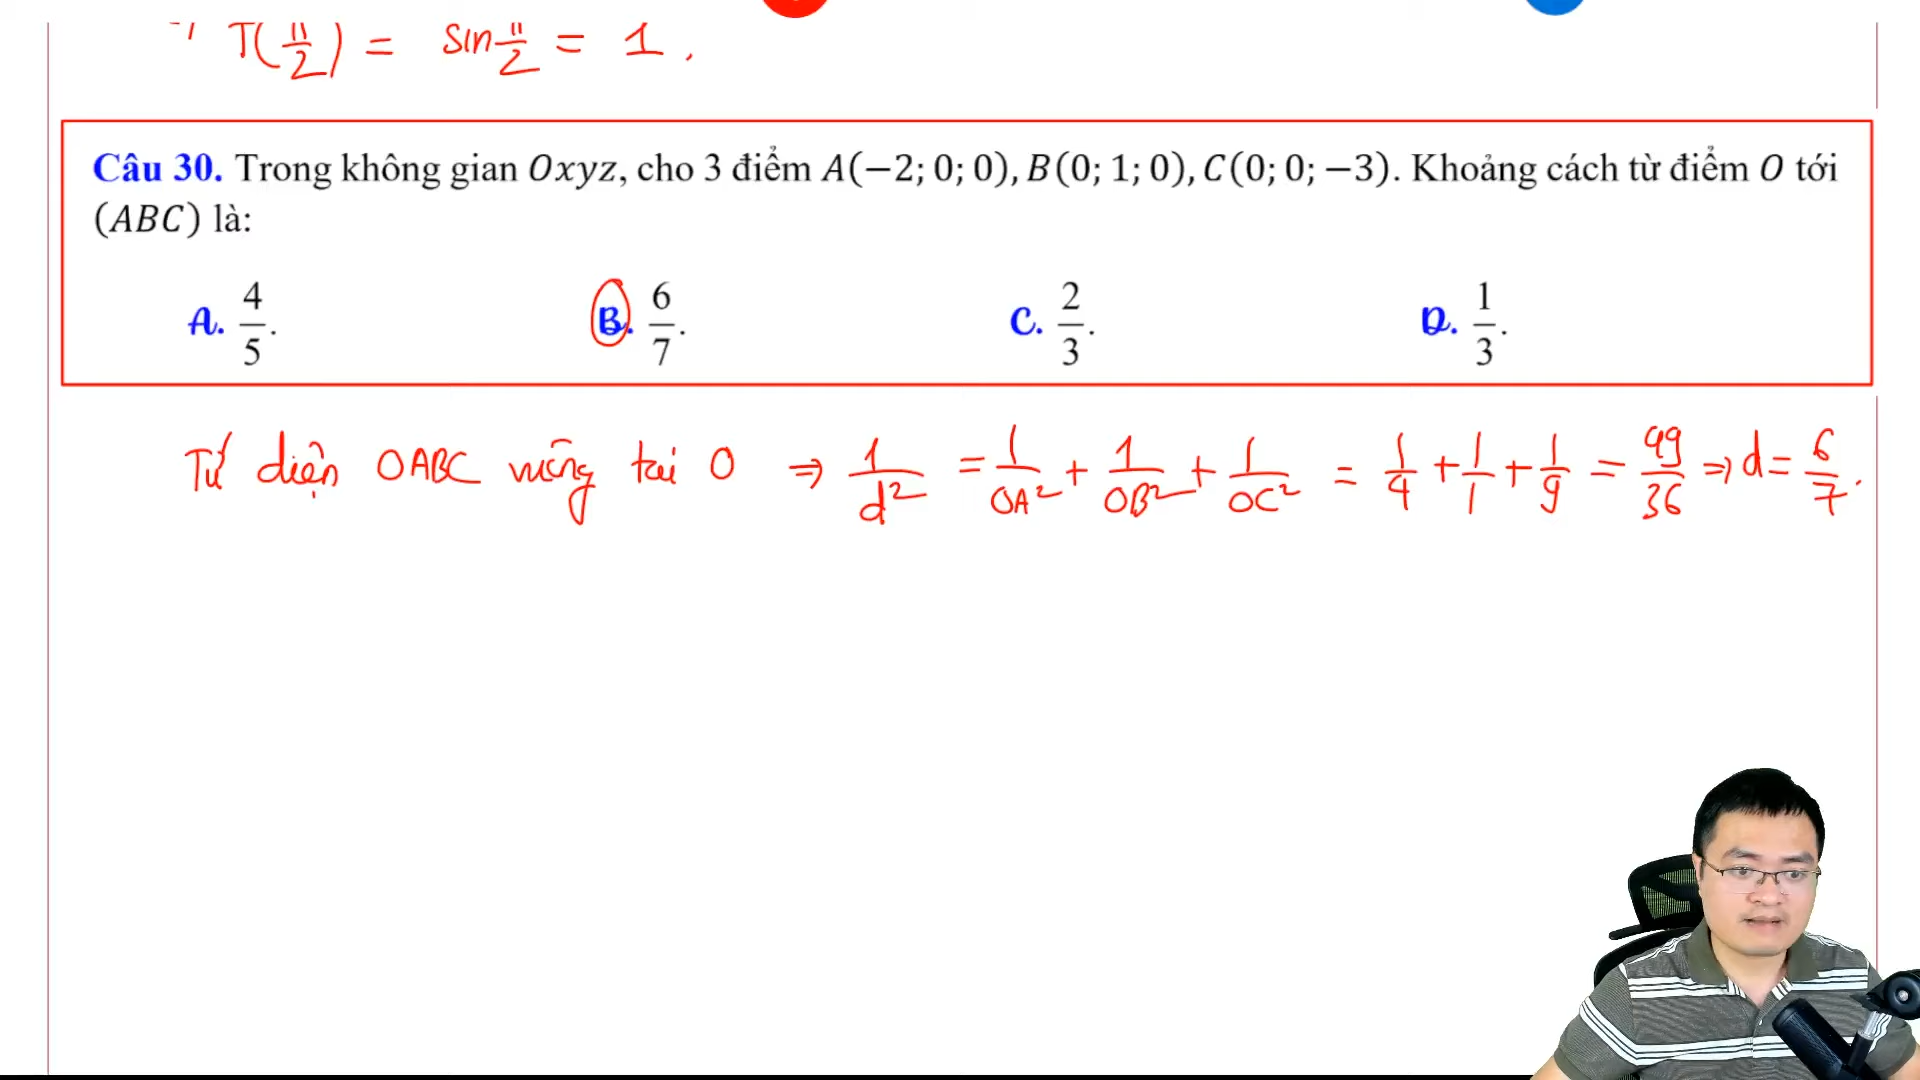 T(π/2) = sin π/2 = 1.
Câu 30. Trong không gian Oxyz, cho 3 điểm A(−2; 0; 0), B(0; 1; 0), C(0; 0; −3). Khoảng cách từ điểm O tới
(ABC) là:
A. 4/5. B. 6/7. C. 2/3. D. 1/3.
Tứ diện OABC vuông tại O ⇒ 1/d² = 1/OA² + 1/OB² + 1/OC² = 1/4 + 1/1 + 1/9 = 49/36 ⇒ d = 6/7.